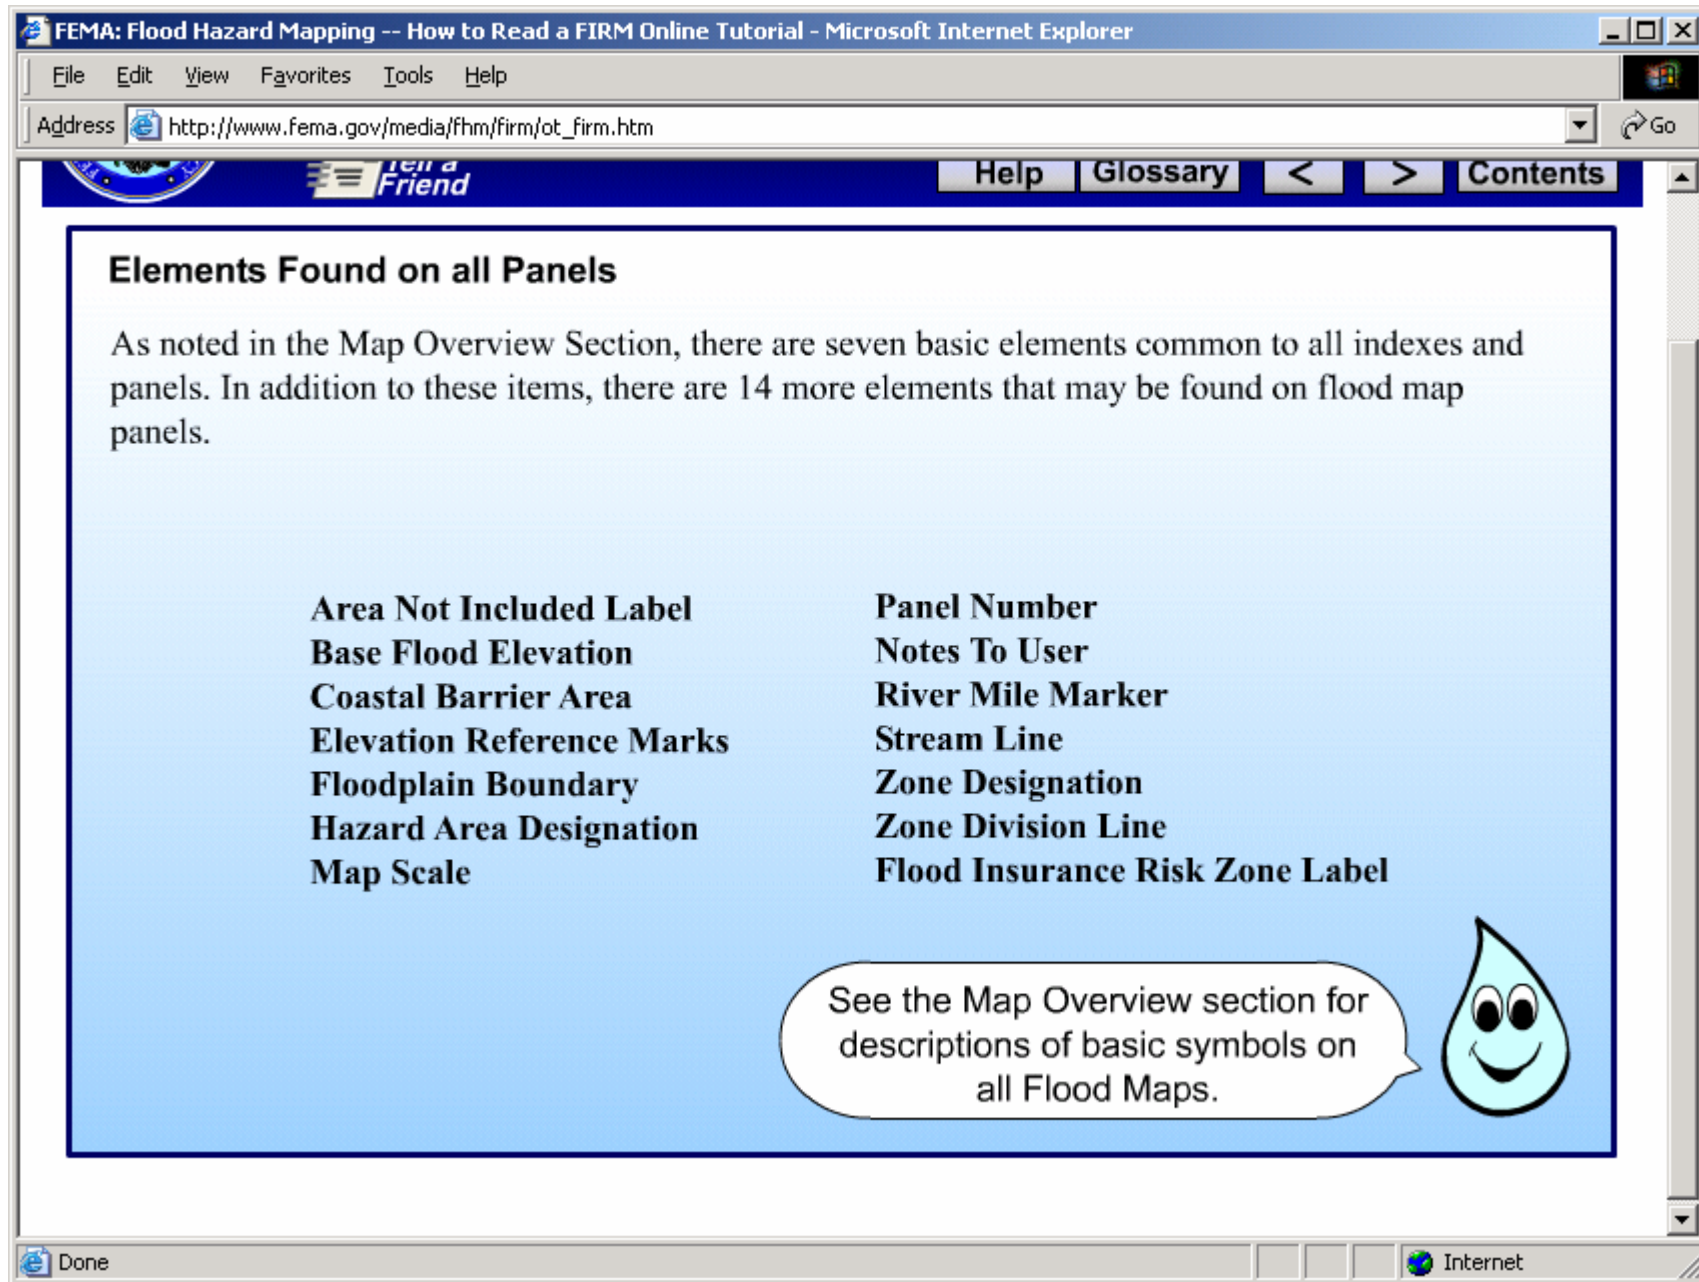 FEMA: Flood Hazard Mapping -- How to Read a FIRM Online Tutorial - Microsoft Internet Explorer
File Edit View Favorites Tools Help
Address http://www.fema.gov/media/fhm/firm/ot_firm.htm Go
Tell a
Friend
Help Glossary < > Contents
Elements Found on all Panels
As noted in the Map Overview Section, there are seven basic elements common to all indexes and
panels. In addition to these items, there are 14 more elements that may be found on flood map
panels.
Area Not Included Label
Base Flood Elevation
Coastal Barrier Area
Elevation Reference Marks
Floodplain Boundary
Hazard Area Designation
Map Scale
Panel Number
Notes To User
River Mile Marker
Stream Line
Zone Designation
Zone Division Line
Flood Insurance Risk Zone Label
See the Map Overview section for
descriptions of basic symbols on
all Flood Maps.
Done Internet